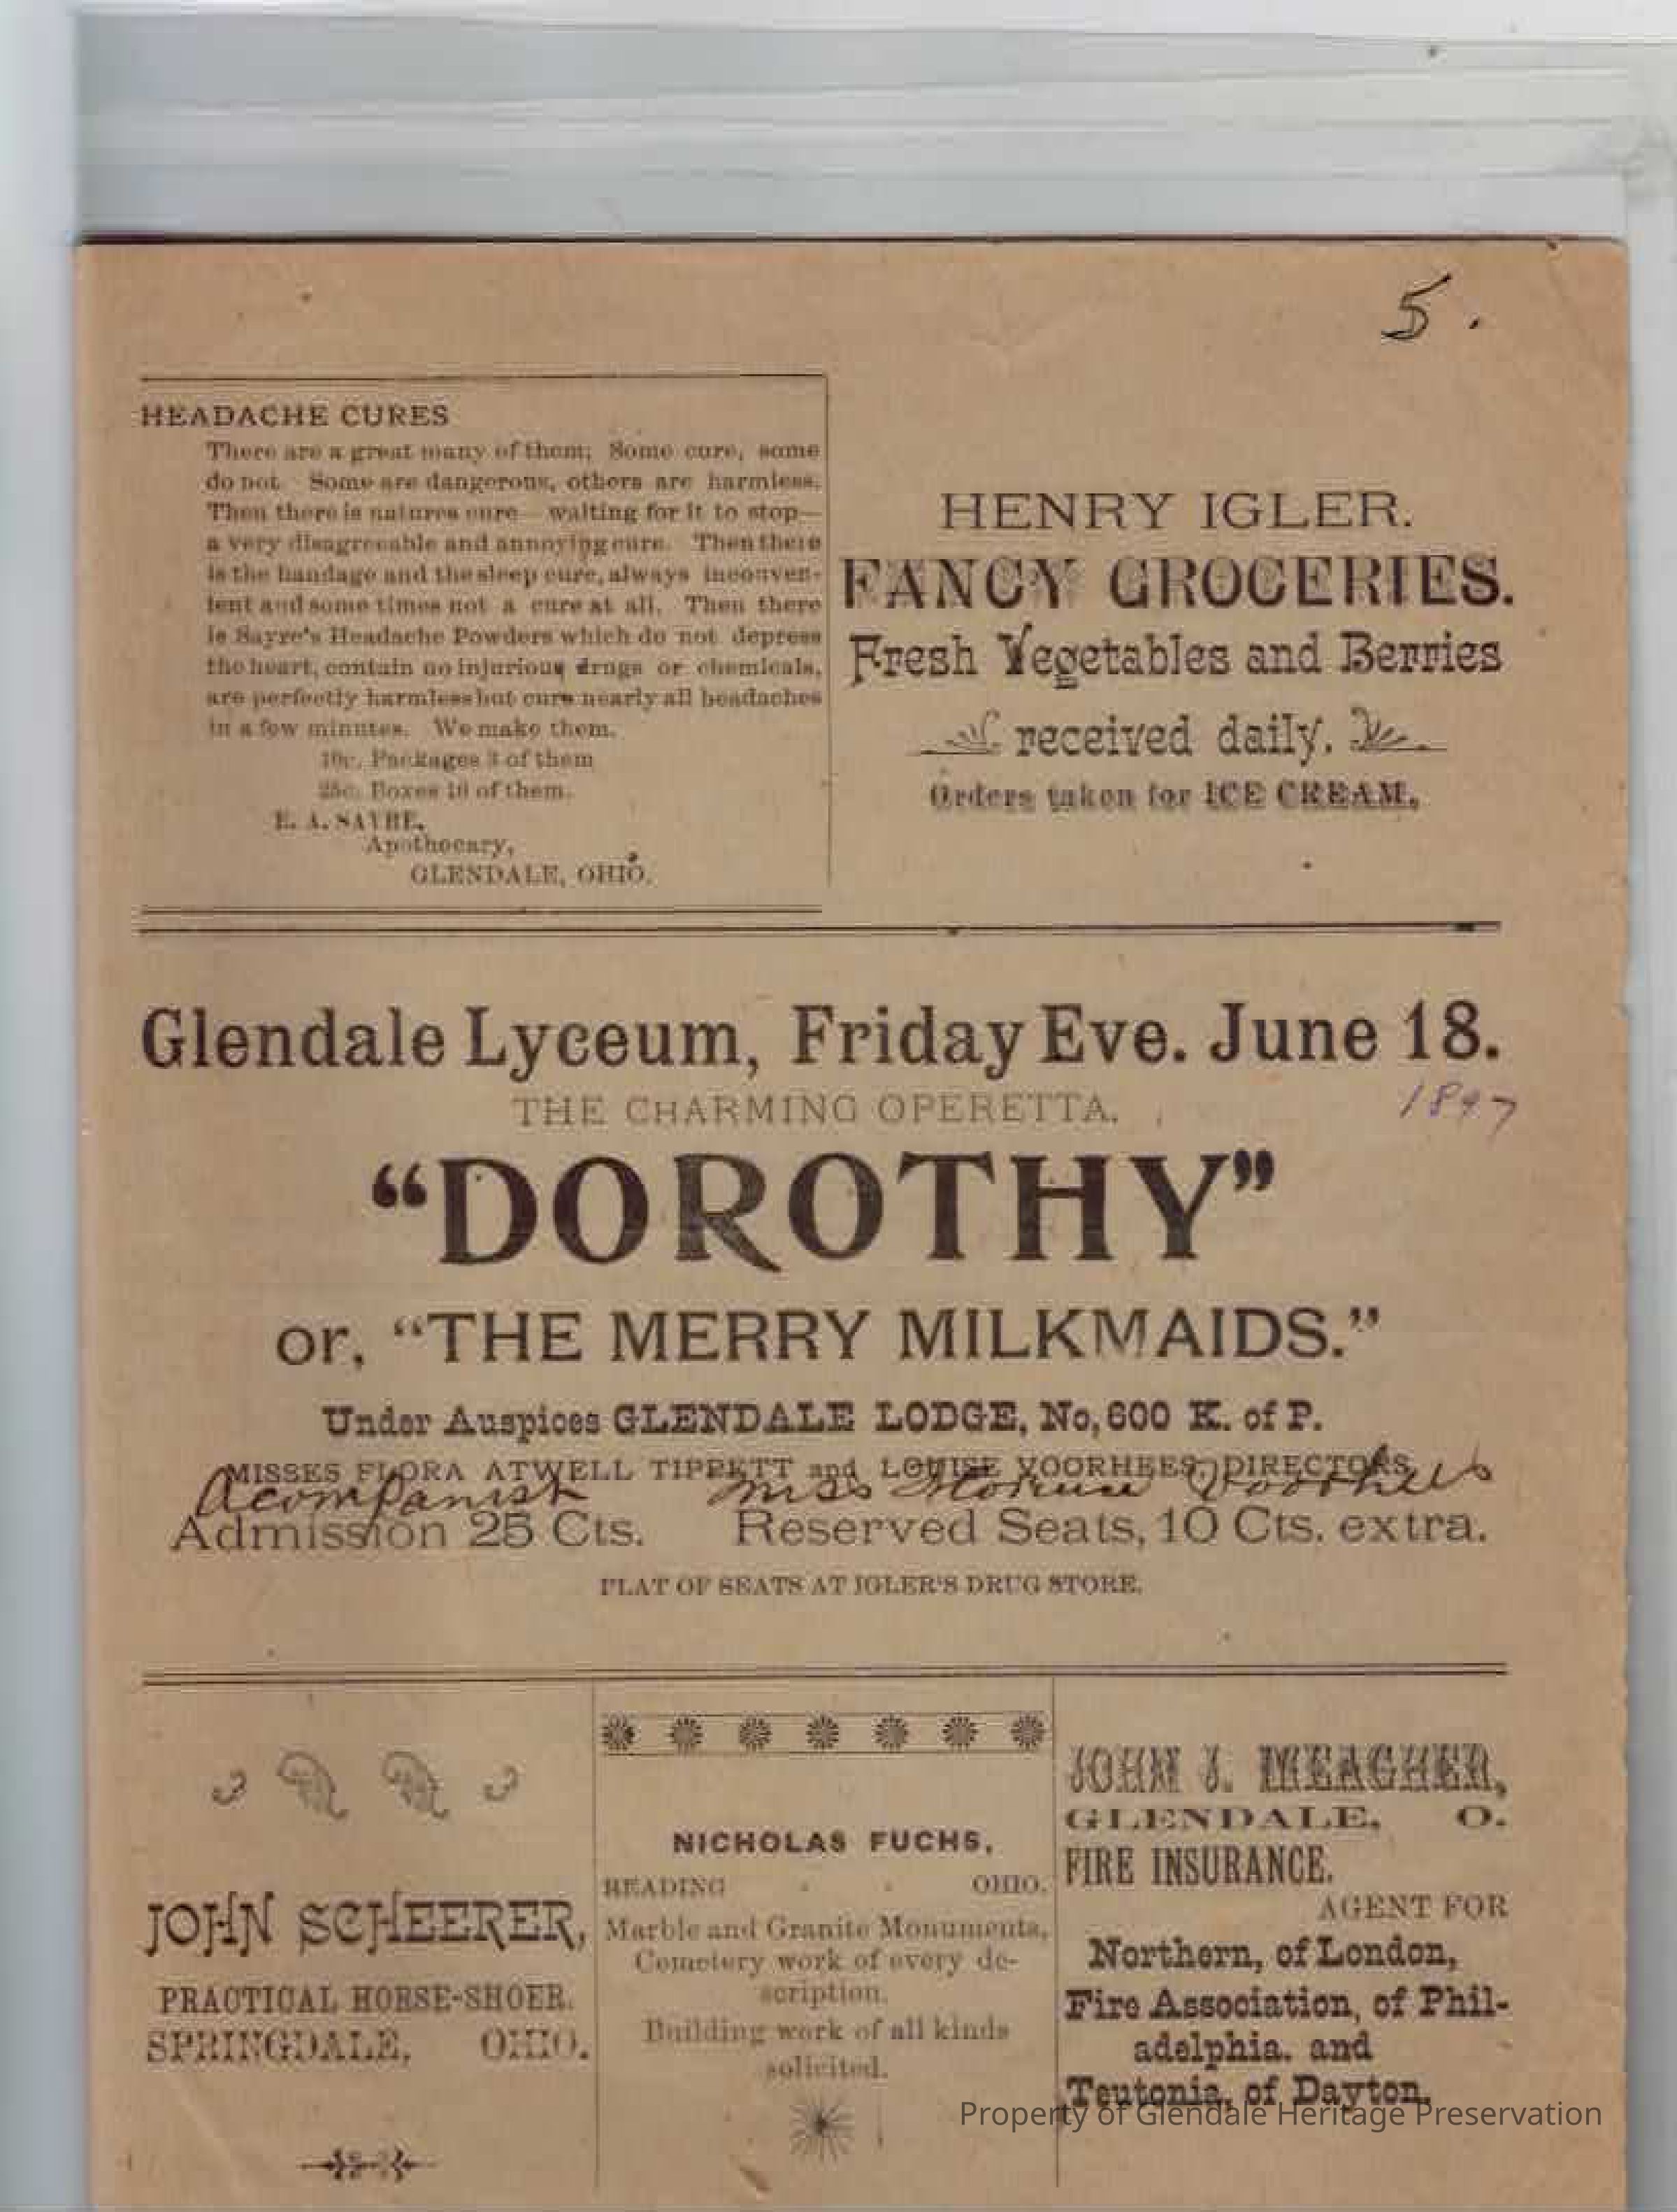 5.
HEADACHE CURES
There are a great many of them; Some cure, some
do not. Some are dangerous, others are harmless.
Then there is natures cure— waiting for it to stop—
a very disagreeable and annoying cure. Then there
is the bandage and the sleep cure, always inconven-
ient and some times not a cure at all. Then there
is Sayre's Headache Powders which do not depress
the heart, contain no injurious drugs or chemicals,
are perfectly harmless but cure nearly all headaches
in a few minutes. We make them.
10c. Packages 3 of them
25c. Boxes 10 of them.
E. A. SAYRE,
Apothecary,
GLENDALE, OHIO.
HENRY IGLER.
FANCY GROCERIES.
Fresh Vegetables and Berries
received daily.
Orders taken for ICE CREAM.
Glendale Lyceum, Friday Eve. June 18.
1897
THE CHARMING OPERETTA.
“DOROTHY”
or, “THE MERRY MILKMAIDS.”
Under Auspices GLENDALE LODGE, No, 600 K. of P.
MISSES FLORA ATWELL TIPPETT and LOUISE VOORHEES, DIRECTORS
Acompanist Miss Florence Voorhees
Admission 25 Cts. Reserved Seats, 10 Cts. extra.
PLAT OF SEATS AT IGLER'S DRUG STORE.
JOHN SCHEERER,
PRACTICAL HORSE-SHOER.
SPRINGDALE, OHIO.
NICHOLAS FUCHS,
READING - - OHIO.
Marble and Granite Monuments,
Cemetery work of every de-
scription.
Building work of all kinds
solicited.
JOHN J. MEAGHER,
GLENDALE, O.
FIRE INSURANCE.
AGENT FOR
Northern, of London,
Fire Association, of Phil-
adelphia. and
Teutonia, of Dayton,
Property of Glendale Heritage Preservation